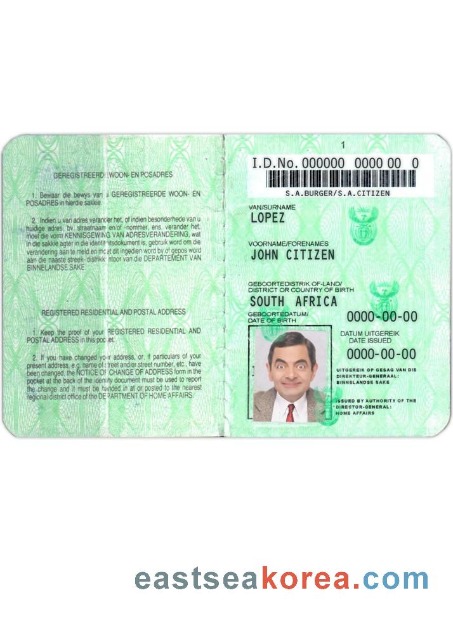 GEREGISTREERDE WOON- EN POSADRES
1. Bewaar die bewys van u GEREGISTREERDE WOON- EN
POSADRES in hierdie sakkie
2. Indien u van adres verander het, of indien besonderhede van u
huidige adres, bv. straatnaam en/of nommer, ens. verander het,
moet die vorm KENNISGEWING VAN ADRESVERANDERING, wat
in die sakkie agter in die identiteitsdokument is, gebruik word om die
verandering aan te meld en moet dit ingedien word by of gepos word
aan die naaste streek- distrikkantoor van die DEPARTEMENT VAN
BINNELANDSE SAKE
REGISTERED RESIDENTIAL AND POSTAL ADDRESS
1. Keep the proof of your REGISTERED RESIDENTIAL AND
POSTAL ADDRESS in this pocket.
2. If you have changed your address, or, if particulars of your
present address, e.g. name of street and/or street number, etc., have
been changed, the NOTICE OF CHANGE OF ADDRESS form in the
pocket at the back of the identity document must be used to report
the change and it must be handed in at or posted to the nearest
regional/district office of the DEPARTMENT OF HOME AFFAIRS.
1
I.D.No. 000000 0000 00 0
S.A.BURGER/S.A.CITIZEN
VAN/SURNAME
LOPEZ
VOORNAME/FORENAMES
JOHN CITIZEN
GEBOORTEDISTRIK OF-LAND/
DISTRICT OR COUNTRY OF BIRTH
SOUTH AFRICA
GEBOORTEDATUM/
DATE OF BIRTH
0000-00-00
DATUM UITGEREIK
DATE ISSUED
0000-00-00
UITGEREIK OP GESAG VAN DIE
DIREKTEUR-GENERAAL:
BINNELANDSE SAKE
ISSUED BY AUTHORITY OF THE
DIRECTOR-GENERAL:
HOME AFFAIRS
eastseakorea.com